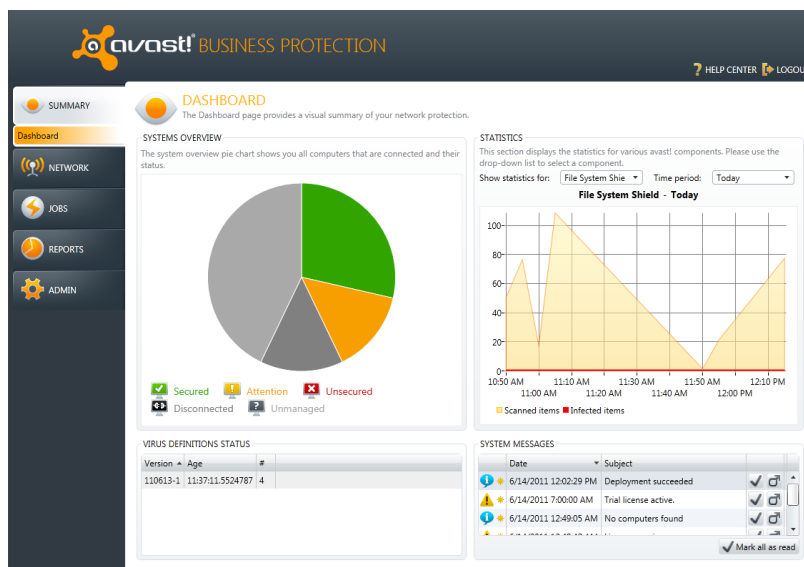 avast! BUSINESS PROTECTION
HELP CENTER LOGOU
SUMMARY
Dashboard
NETWORK
JOBS
REPORTS
ADMIN
DASHBOARD
The Dashboard page provides a visual summary of your network protection.
SYSTEMS OVERVIEW
The system overview pie chart shows you all computers that are connected and their
status.
Secured Attention Unsecured
Disconnected Unmanaged
STATISTICS
This section displays the statistics for various avast! components. Please use the
drop-down list to select a component.
Show statistics for: File System Shie Time period: Today
File System Shield - Today
100
80
60
40
20
0
10:50 AM 11:10 AM 11:30 AM 11:50 AM 12:10 PM
11:00 AM 11:20 AM 11:40 AM 12:00 PM
Scanned items Infected items
VIRUS DEFINITIONS STATUS
Version Age #
110613-1 11:37:11.5524787 4
SYSTEM MESSAGES
Date Subject
6/14/2011 12:02:29 PM Deployment succeeded
6/14/2011 7:00:00 AM Trial license active.
6/14/2011 12:49:05 AM No computers found
Mark all as read